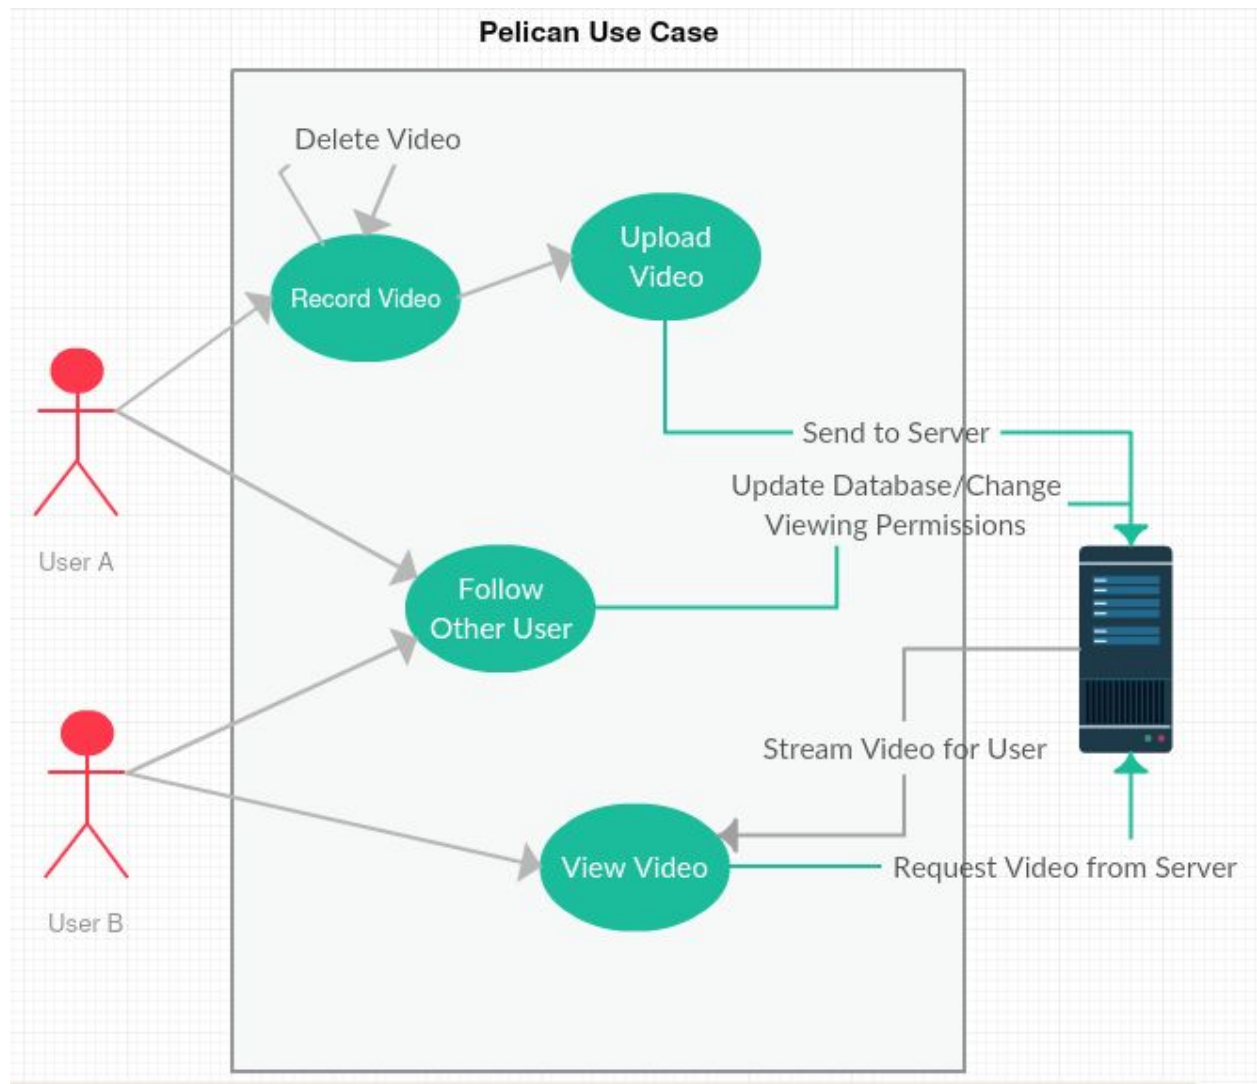 Pelican Use Case
Delete Video
Upload
Video
Record Video
Send to Server
Update Database/Change
Viewing Permissions
User A
Follow
Other User
Stream Video for User
View Video
Request Video from Server
User B